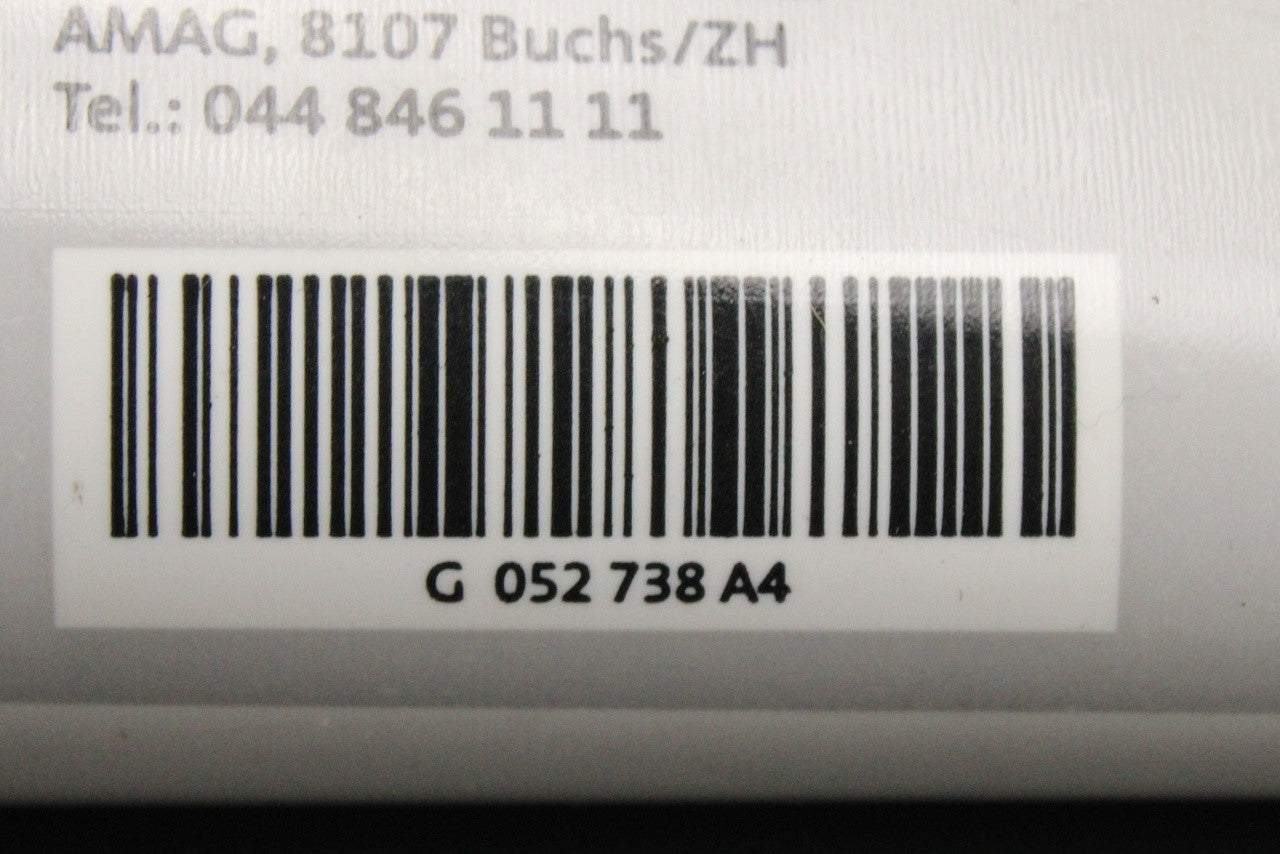 AMAG, 8107 Buchs/ZH
Tel.: 044 846 11 11
G 052 738 A4